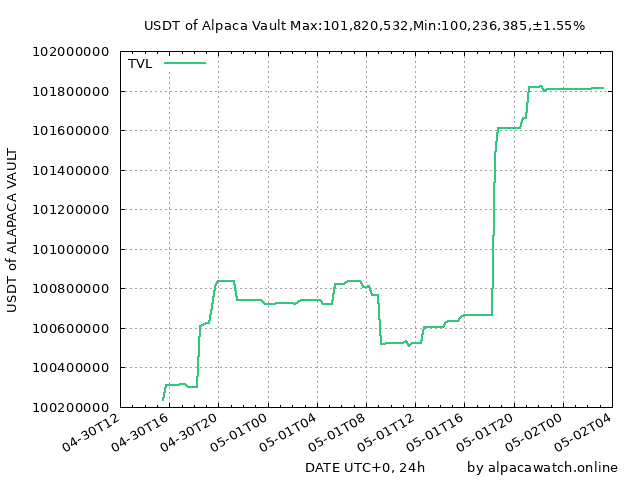 USDT of Alpaca Vault Max:101,820,532,Min:100,236,385,±1.55%
TVL
102000000
101800000
101600000
101400000
101200000
101000000
100800000
100600000
100400000
100200000
USDT of ALAPACA VAULT
04-30T12
04-30T16
04-30T20
05-01T00
05-01T04
05-01T08
05-01T12
05-01T16
05-01T20
05-02T00
05-02T04
DATE UTC+0, 24h
by alpacawatch.online